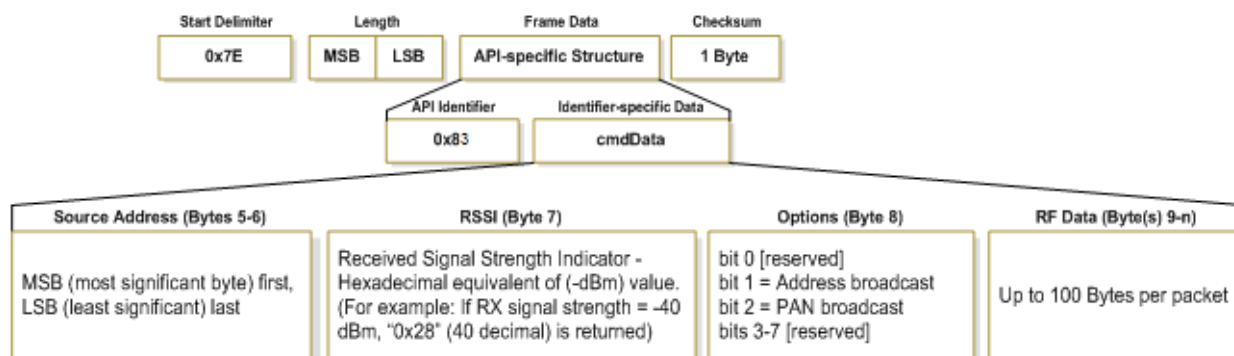 Start Delimiter
Length
Frame Data
Checksum
0x7E
MSB
LSB
API-specific Structure
1 Byte
API Identifier
Identifier-specific Data
0x83
cmdData
Source Address (Bytes 5-6)
MSB (most significant byte) first,
LSB (least significant) last
RSSI (Byte 7)
Received Signal Strength Indicator -
Hexadecimal equivalent of (-dBm) value.
(For example: If RX signal strength = -40
dBm, "0x28" (40 decimal) is returned)
Options (Byte 8)
bit 0 [reserved]
bit 1 = Address broadcast
bit 2 = PAN broadcast
bits 3-7 [reserved]
RF Data (Byte(s) 9-n)
Up to 100 Bytes per packet